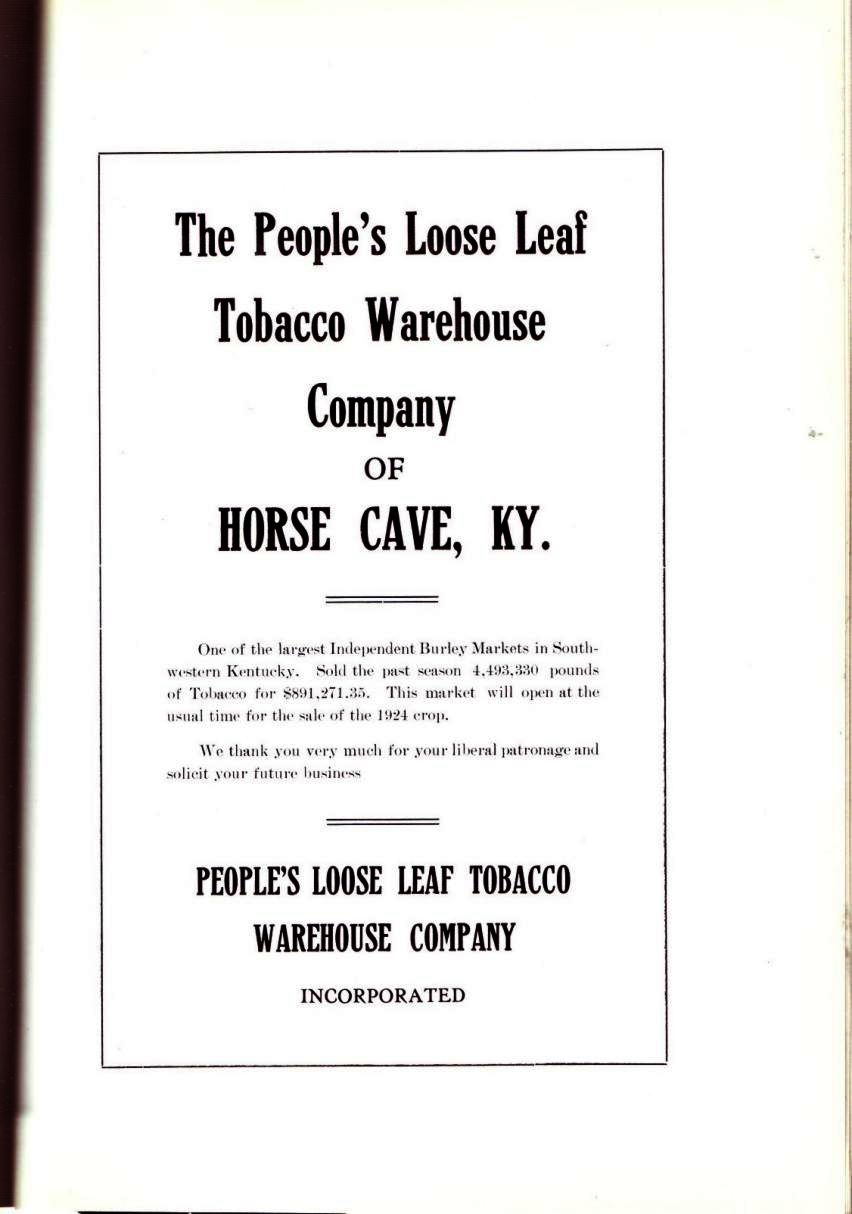 The People's Loose Leaf
Tobacco Warehouse
Company
OF
HORSE CAVE, KY.
One of the largest Independent Burley Markets in South-
western Kentucky. Sold the past season 4,493,330 pounds
of Tobacco for $891,271.35. This market will open at the
usual time for the sale of the 1924 crop.
We thank you very much for your liberal patronage and
solicit your future business
PEOPLE'S LOOSE LEAF TOBACCO
WAREHOUSE COMPANY
INCORPORATED